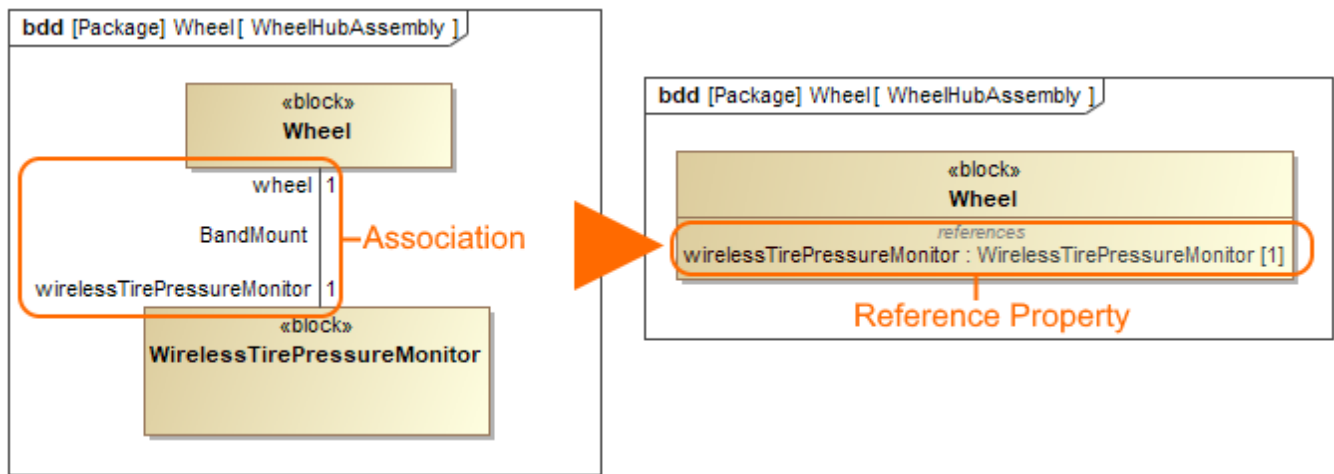 bdd [Package] Wheel[ WheelHubAssembly ]
«block»
Wheel
wheel 1
BandMount
Association
wirelessTirePressureMonitor 1
«block»
WirelessTirePressureMonitor
bdd [Package] Wheel[ WheelHubAssembly ]
«block»
Wheel
references
wirelessTirePressureMonitor : WirelessTirePressureMonitor [1]
Reference Property